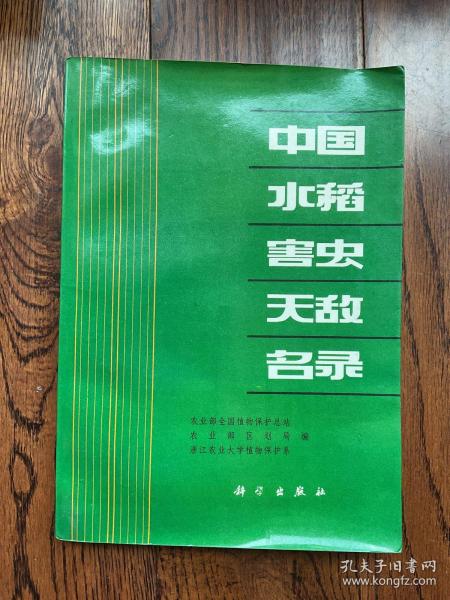 中国
水稻
害虫
天敌
名录
农业部全国植物保护总站
农业部区划局 编
浙江农业大学植物保护系
科学出版社
孔夫子旧书网
www.kongfz.com